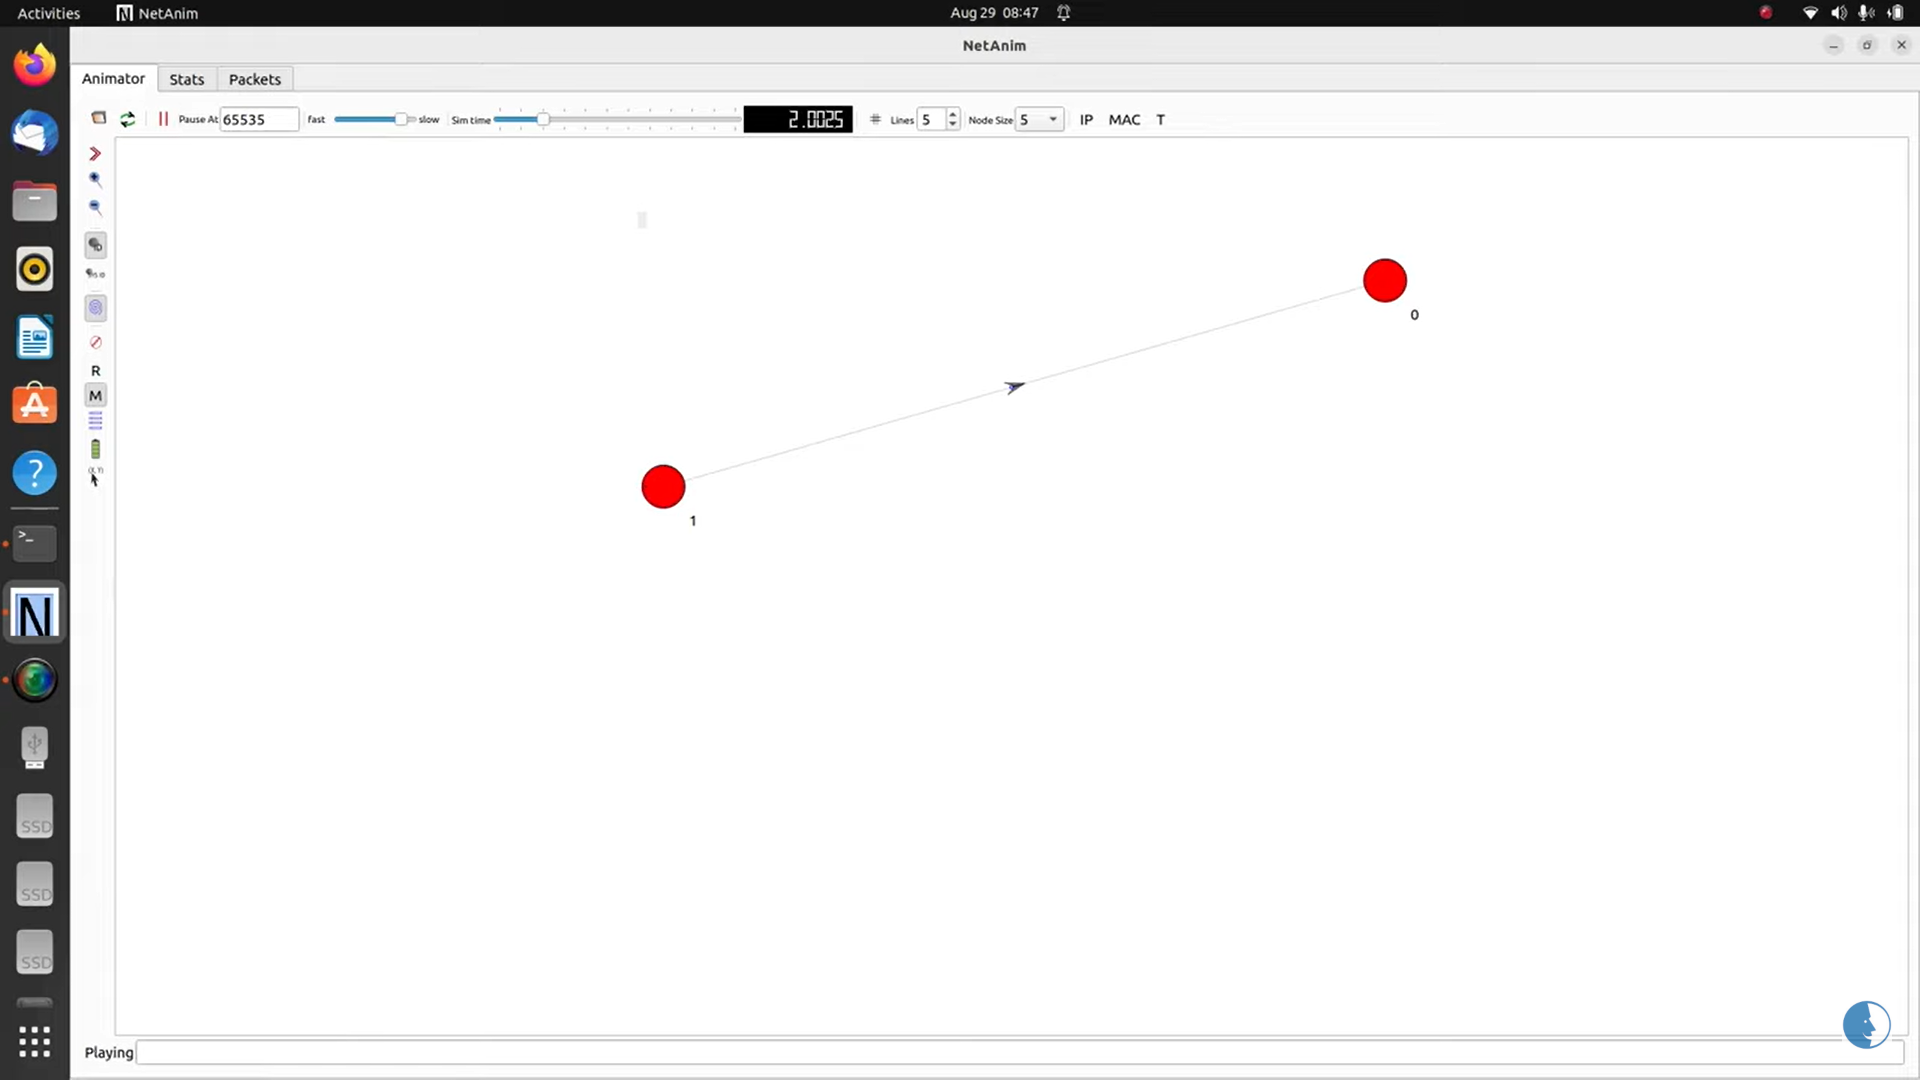 Activities NetAnim Aug 29 08:47
NetAnim
Animator Stats Packets
Pause At 65535 fast slow Sim time 2.0025 Lines 5 Node Size 5 IP MAC T
0
R
M
1
SSD
SSD
SSD
Playing